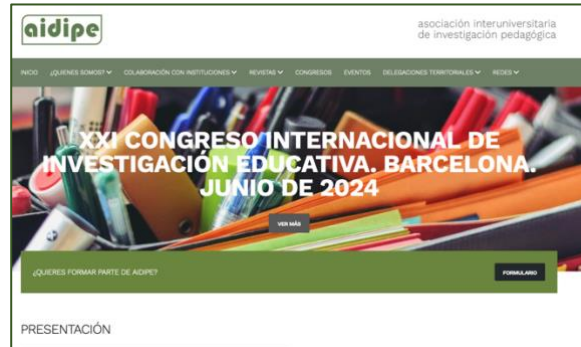 aidipe
asociación interuniversitaria
de investigación pedagógica
INICIO ¿QUIENES SOMOS? COLABORACIÓN CON INSTITUCIONES REVISTAS CONGRESOS EVENTOS DELEGACIONES TERRITORIALES REDES
XXI CONGRESO INTERNACIONAL DE
INVESTIGACIÓN EDUCATIVA. BARCELONA.
JUNIO DE 2024
VER MÁS
¿QUIERES FORMAR PARTE DE AIDIPE?
FORMULARIO
PRESENTACIÓN